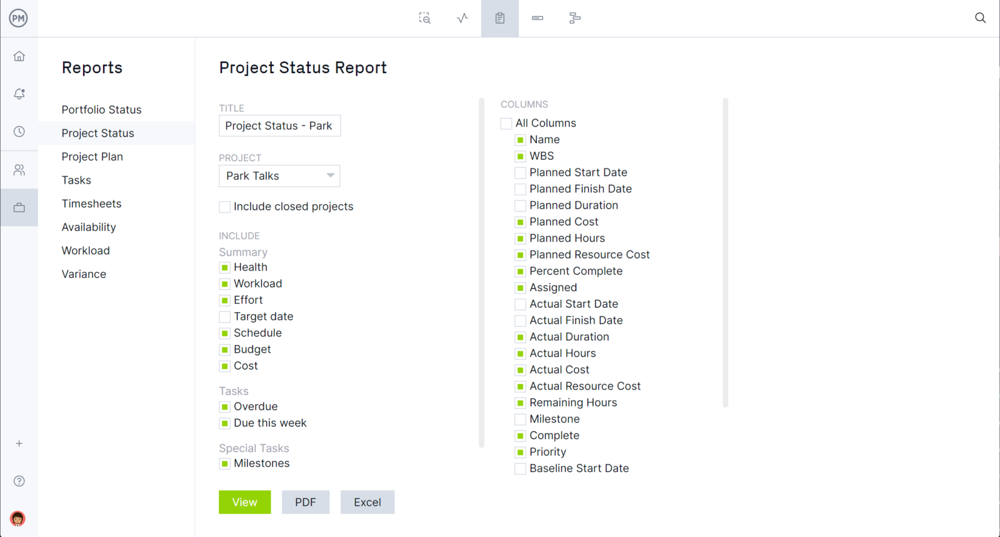 PM
Reports
Portfolio Status
Project Status
Project Plan
Tasks
Timesheets
Availability
Workload
Variance
Project Status Report
TITLE
Project Status - Park
PROJECT
Park Talks
Include closed projects
INCLUDE
Summary
Health
Workload
Effort
Target date
Schedule
Budget
Cost
Tasks
Overdue
Due this week
Special Tasks
Milestones
View
PDF
Excel
COLUMNS
All Columns
Name
WBS
Planned Start Date
Planned Finish Date
Planned Duration
Planned Cost
Planned Hours
Planned Resource Cost
Percent Complete
Assigned
Actual Start Date
Actual Finish Date
Actual Duration
Actual Hours
Actual Cost
Actual Resource Cost
Remaining Hours
Milestone
Complete
Priority
Baseline Start Date